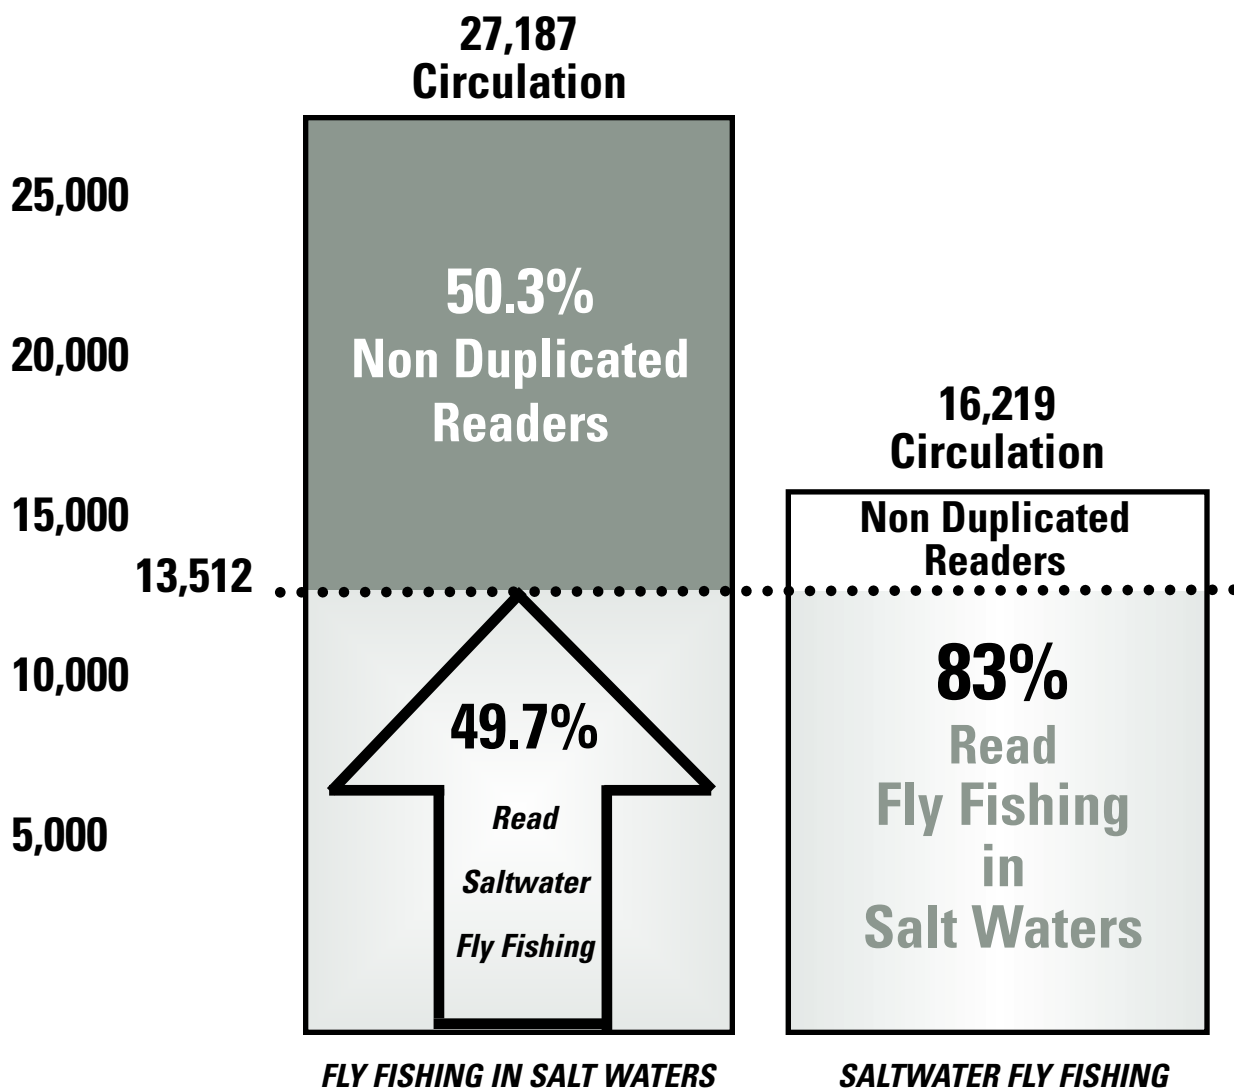 27,187
Circulation
25,000
50.3%
Non Duplicated
Readers
20,000
16,219
Circulation
15,000
Non Duplicated
Readers
13,512
10,000
83%
Read
Fly Fishing
in
Salt Waters
49.7%
Read
Saltwater
Fly Fishing
5,000
FLY FISHING IN SALT WATERS
SALTWATER FLY FISHING